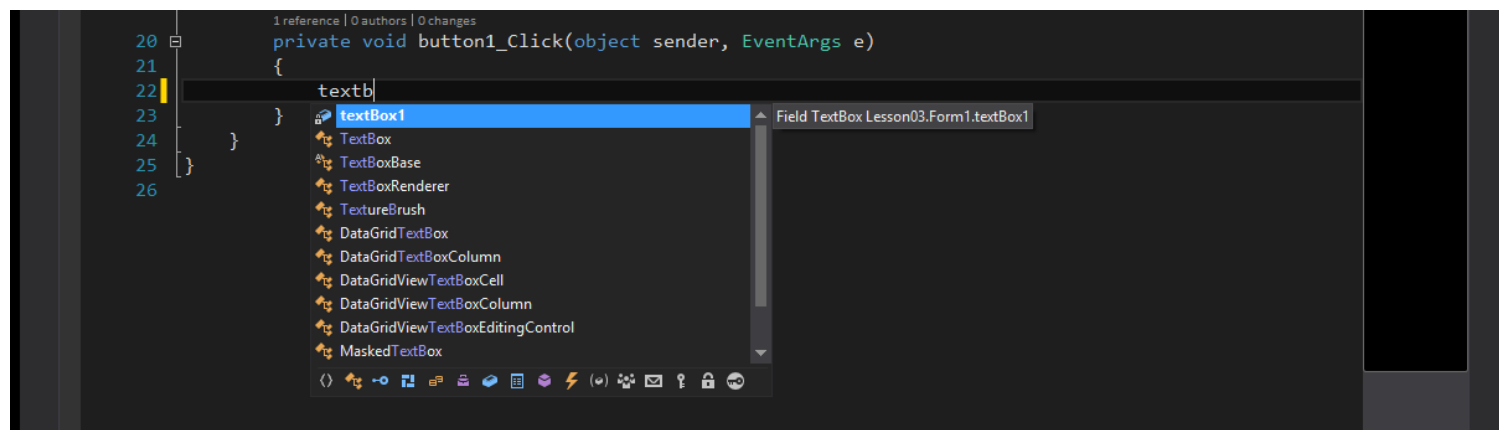 1 reference | 0 authors | 0 changes
20 private void button1_Click(object sender, EventArgs e)
21 {
22 textb
23 }
24 }
25 }
26
textBox1
Field TextBox Lesson03.Form1.textBox1
TextBox
TextBoxBase
TextBoxRenderer
TextureBrush
DataGridTextBox
DataGridTextBoxColumn
DataGridViewTextBoxCell
DataGridViewTextBoxColumn
DataGridViewTextBoxEditingControl
MaskedTextBox